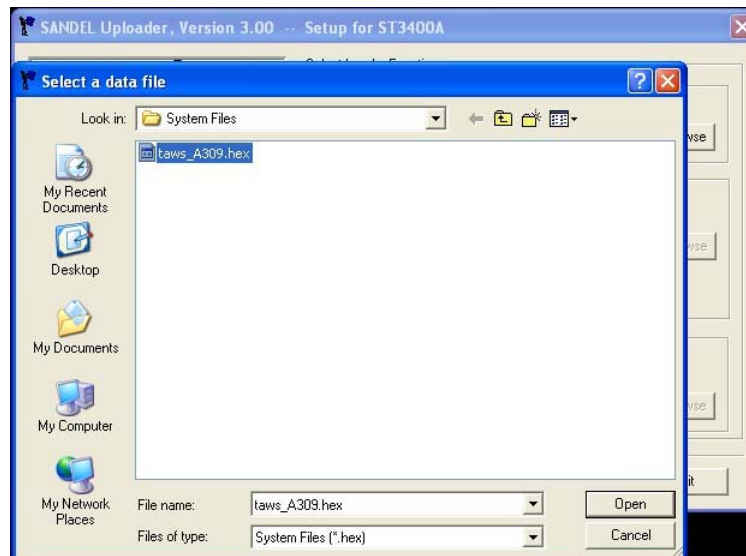 SANDEL Uploader, Version 3.00 -- Setup for ST3400A
Select a data file
Look in: System Files
taws_A309.hex
My Recent
Documents
Desktop
My Documents
My Computer
My Network
Places
File name: taws_A309.hex Open
Files of type: System Files (*.hex) Cancel